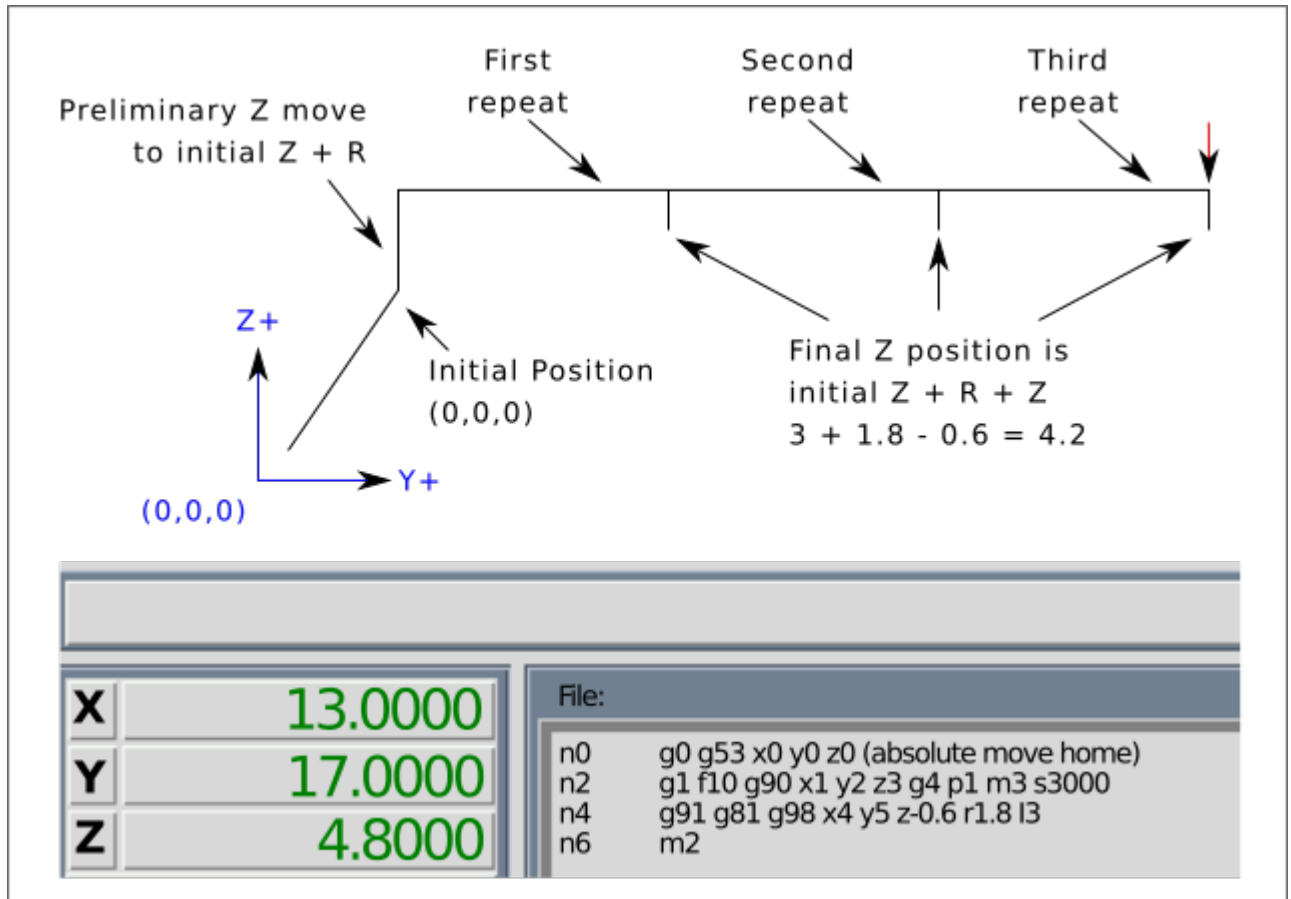 First
repeat
Second
repeat
Third
repeat
Preliminary Z move
to initial Z + R
Z+
Initial Position
(0,0,0)
Final Z position is
initial Z + R + Z
3 + 1.8 - 0.6 = 4.2
Y+
(0,0,0)
X 13.0000
Y 17.0000
Z 4.8000
File:
n0 g0 g53 x0 y0 z0 (absolute move home)
n2 g1 f10 g90 x1 y2 z3 g4 p1 m3 s3000
n4 g91 g81 g98 x4 y5 z-0.6 r1.8 l3
n6 m2